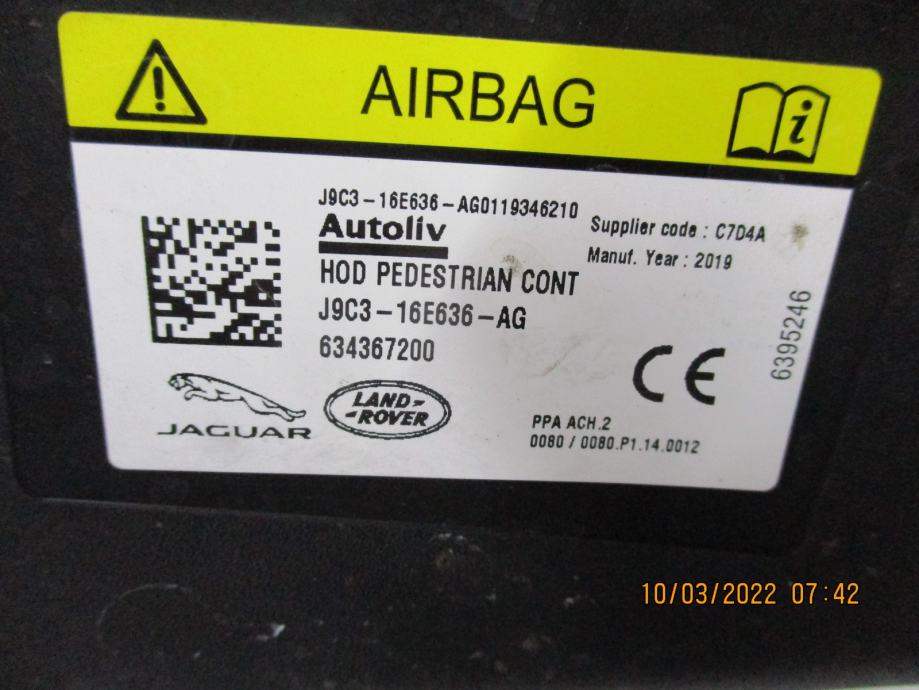 AIRBAG
J9C3-16E636-AG0119346210
Autoliv
Supplier code : C7D4A
Manuf. Year : 2019
HOD PEDESTRIAN CONT
J9C3-16E636-AG
634367200
6395246
CE
JAGUAR
LAND-
-ROVER
PPA ACH.2
0080 / 0080.P1.14.0012
10/03/2022 07:42